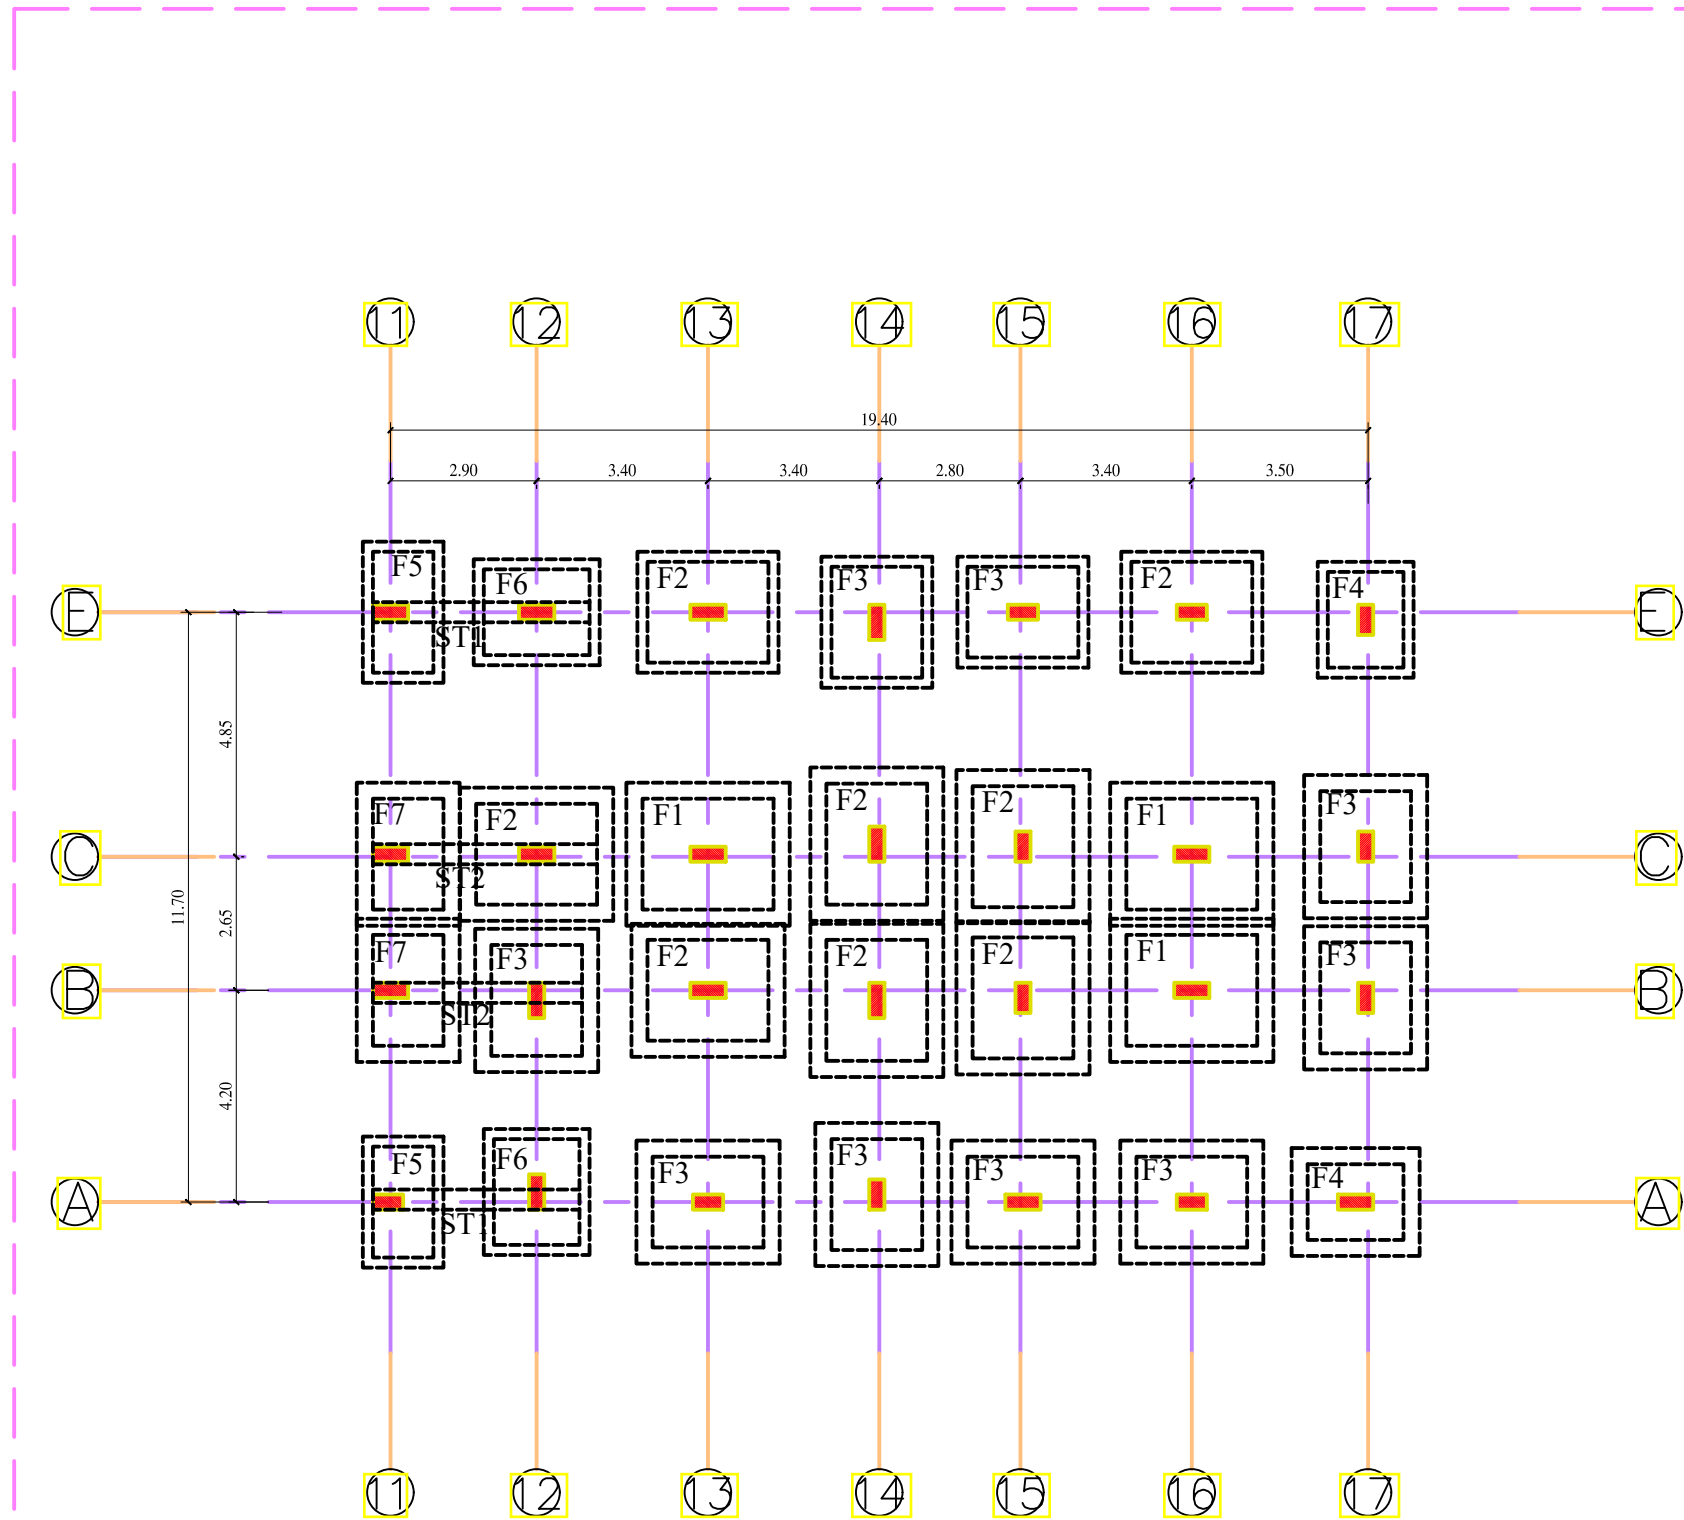 11 12 13 14 15 16 17
19.40
2.90 3.40 3.40 2.80 3.40 3.50
F5 F6 F2 F3 F3 F2 F4
E E
ST1
4.85
F7 F2 F1 F2 F2 F1 F3
C C
ST2
11.70
2.65
F7 F3 F2 F2 F2 F1 F3
B B
ST2
4.20
F5 F6 F3 F3 F3 F3 F4
A A
ST1
11 12 13 14 15 16 17